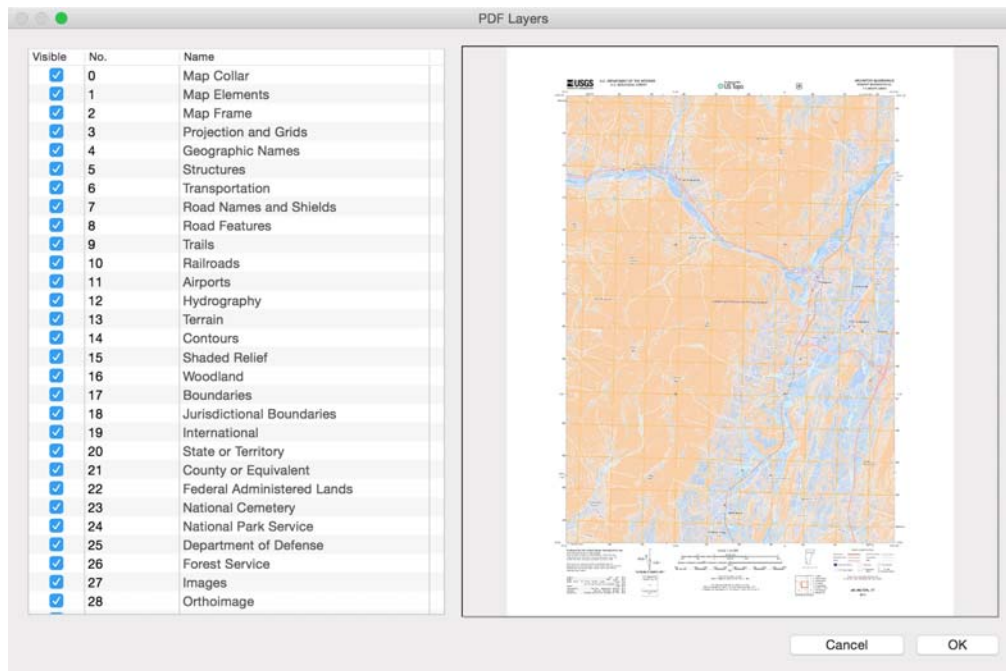 PDF Layers
Visible No. Name
0 Map Collar
1 Map Elements
2 Map Frame
3 Projection and Grids
4 Geographic Names
5 Structures
6 Transportation
7 Road Names and Shields
8 Road Features
9 Trails
10 Railroads
11 Airports
12 Hydrography
13 Terrain
14 Contours
15 Shaded Relief
16 Woodland
17 Boundaries
18 Jurisdictional Boundaries
19 International
20 State or Territory
21 County or Equivalent
22 Federal Administered Lands
23 National Cemetery
24 National Park Service
25 Department of Defense
26 Forest Service
27 Images
28 Orthoimage
USGS
US Topo
Cancel OK